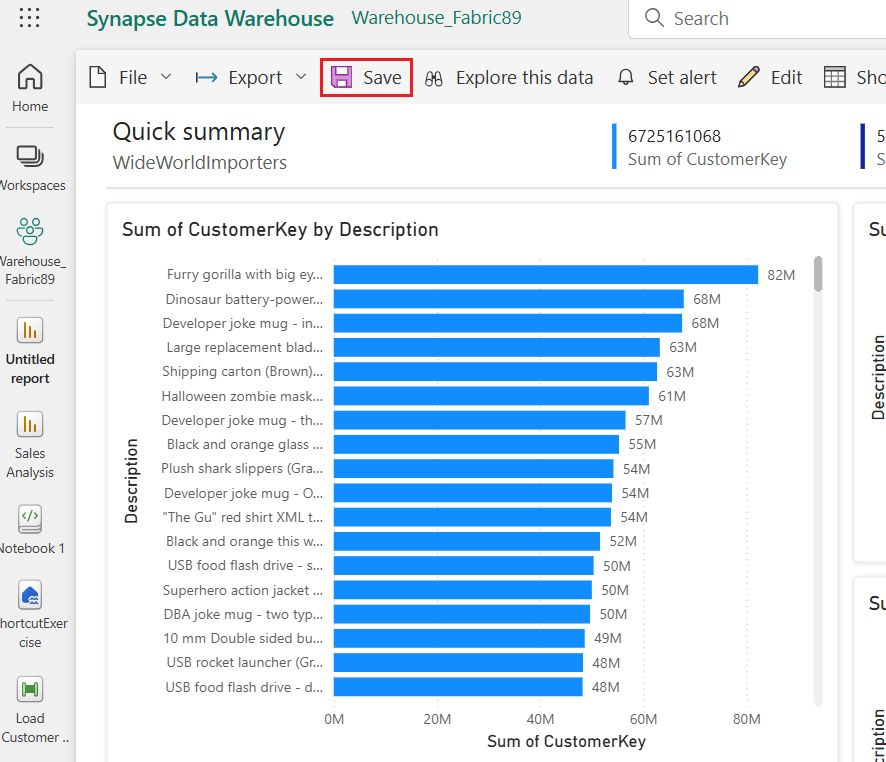 Synapse Data Warehouse Warehouse_Fabric89 Search
File Export Save Explore this data Set alert Edit Sho
Home
Workspaces
Warehouse_
Fabric89
Untitled
report
Sales
Analysis
Notebook 1
hortcutExer
cise
Load
Customer ..
Quick summary
WideWorldImporters
6725161068
Sum of CustomerKey
5
S
Sum of CustomerKey by Description
Description
Furry gorilla with big ey... 82M
Dinosaur battery-power... 68M
Developer joke mug - in... 68M
Large replacement blad... 63M
Shipping carton (Brown)... 63M
Halloween zombie mask... 61M
Developer joke mug - th... 57M
Black and orange glass ... 55M
Plush shark slippers (Gra... 54M
Developer joke mug - O... 54M
"The Gu" red shirt XML t... 54M
Black and orange this w... 52M
USB food flash drive - s... 50M
Superhero action jacket ... 50M
DBA joke mug - two typ... 50M
10 mm Double sided bu... 49M
USB rocket launcher (Gr... 48M
USB food flash drive - d... 48M
0M 20M 40M 60M 80M
Sum of CustomerKey
Su
Description
Su
cription